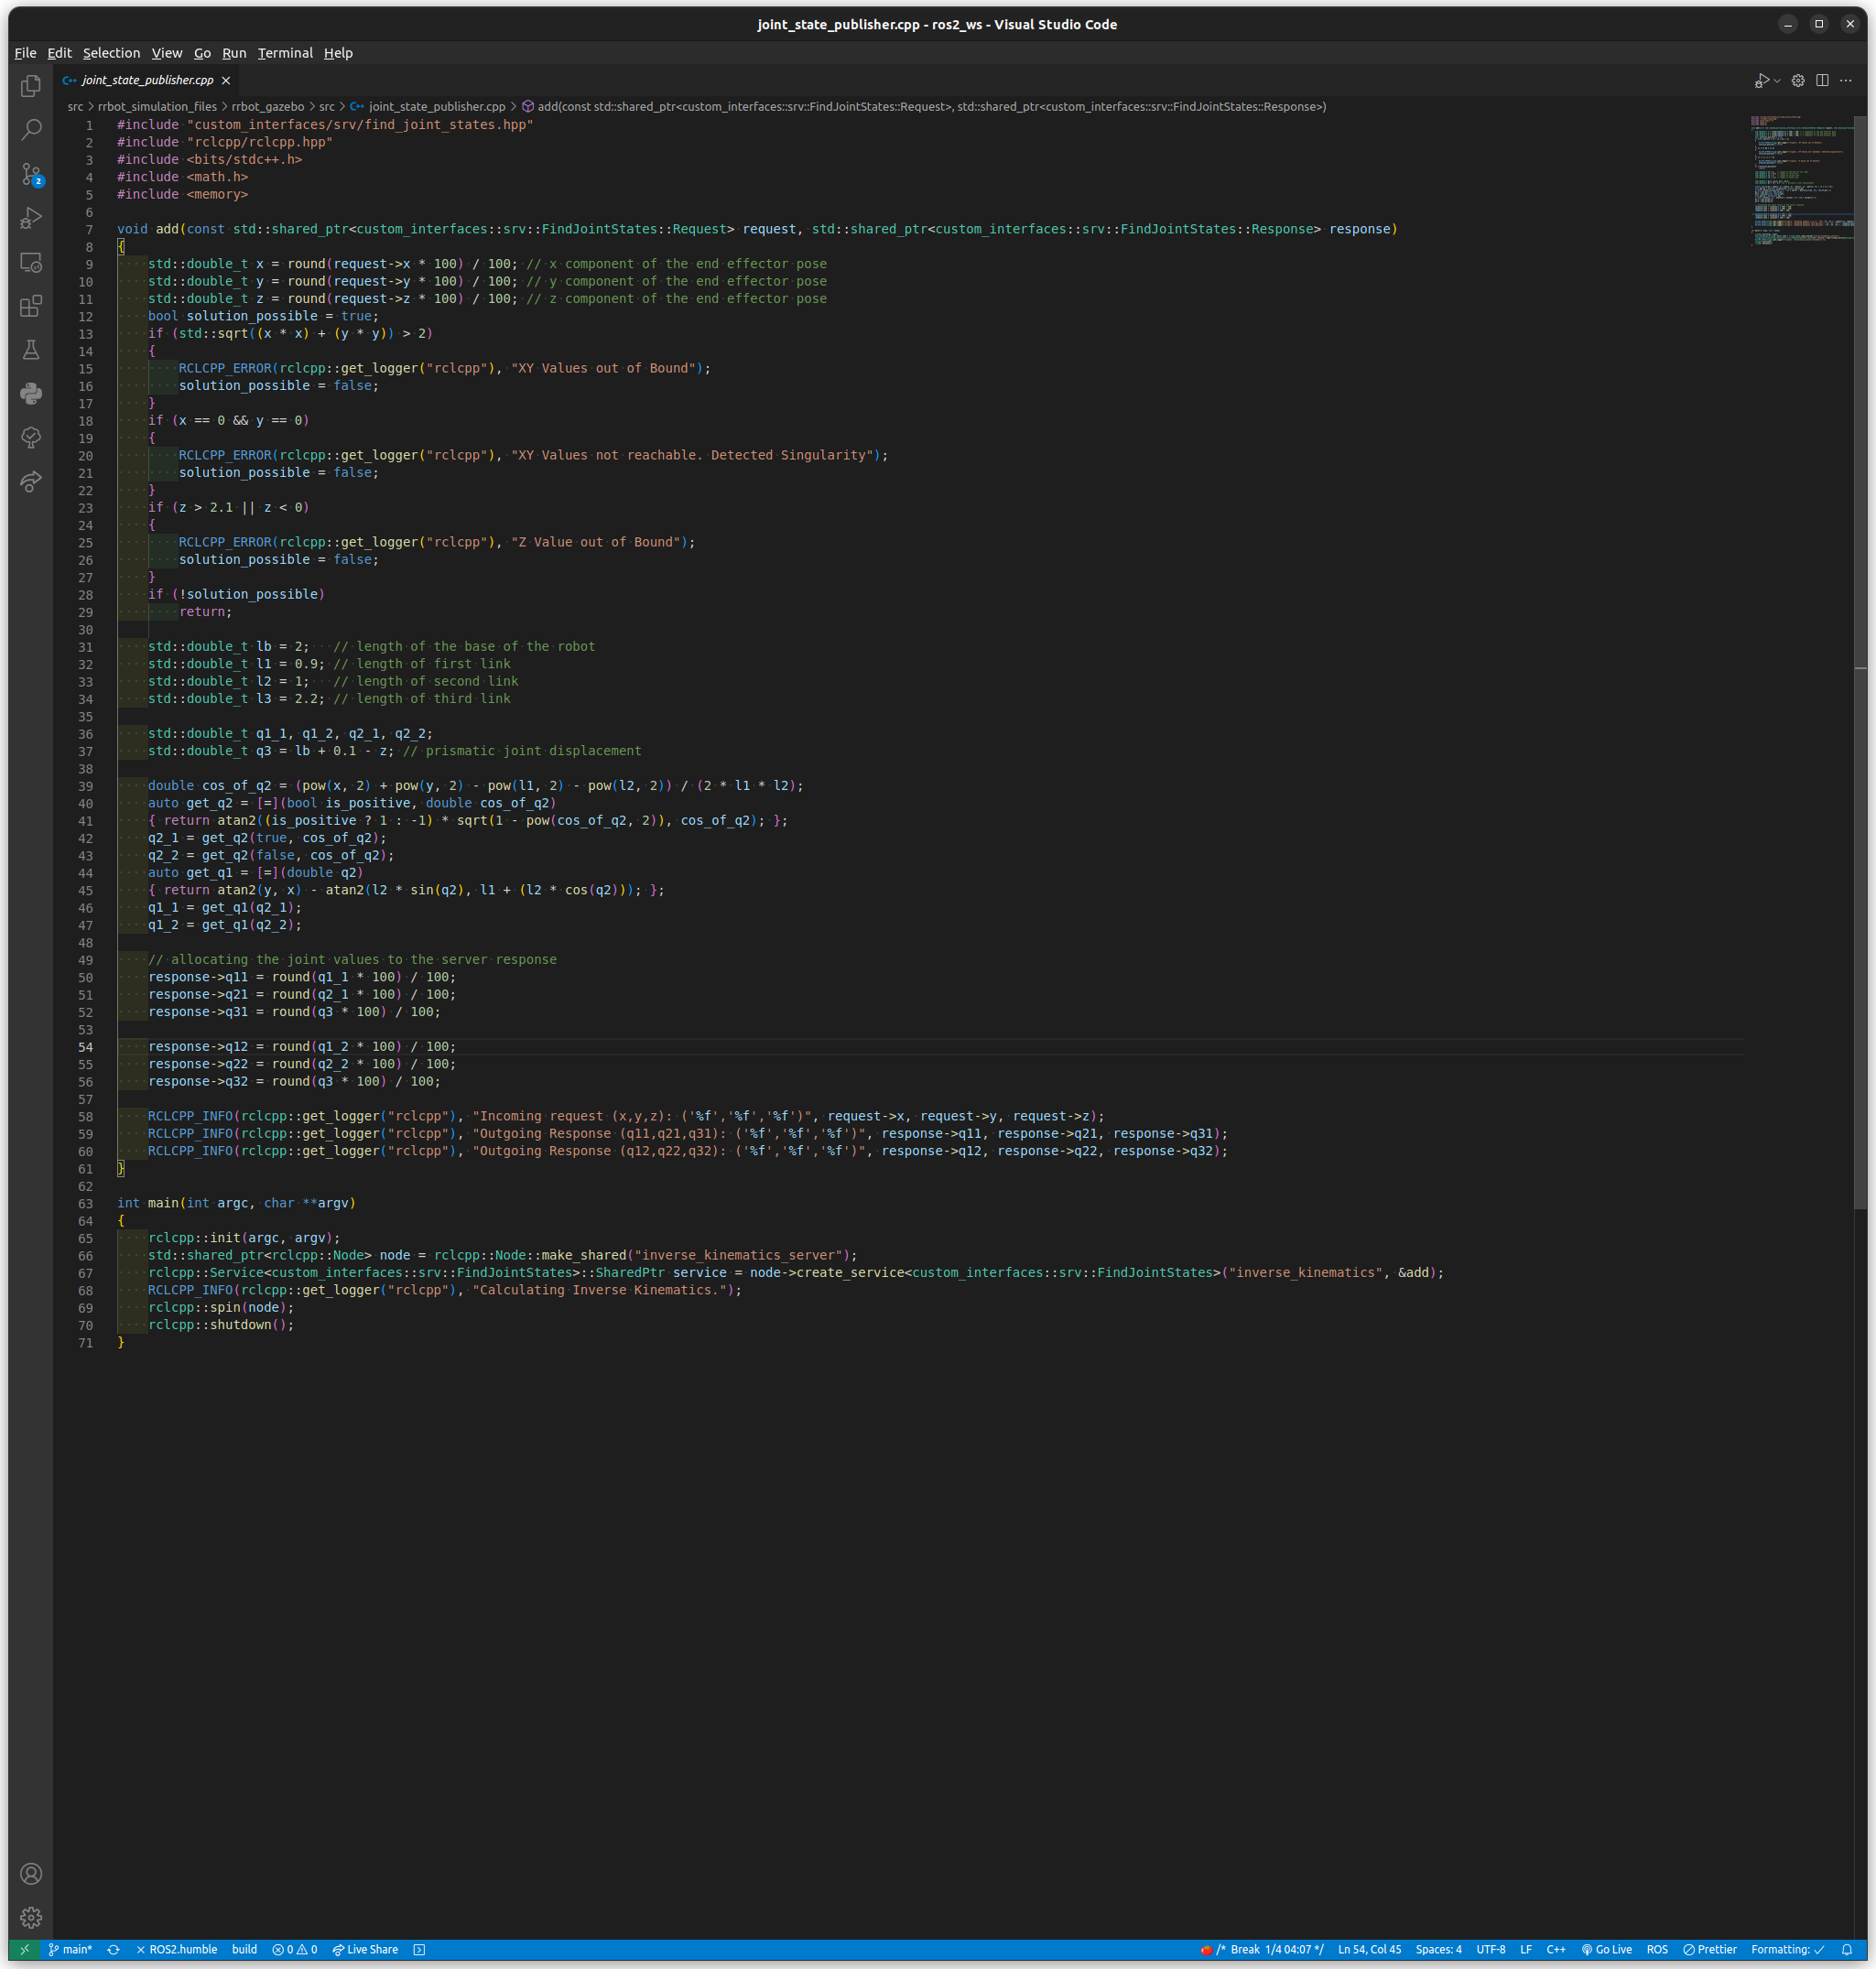 joint_state_publisher.cpp - ros2_ws - Visual Studio Code
File Edit Selection View Go Run Terminal Help
C++ joint_state_publisher.cpp
src > rrbot_simulation_files > rrbot_gazebo > src > C++ joint_state_publisher.cpp > add(const std::shared_ptr<custom_interfaces::srv::FindJointStates::Request>, std::shared_ptr<custom_interfaces::srv::FindJointStates::Response>)
1 #include "custom_interfaces/srv/find_joint_states.hpp"
2 #include "rclcpp/rclcpp.hpp"
3 #include <bits/stdc++.h>
4 #include <math.h>
5 #include <memory>
6
7 void add(const std::shared_ptr<custom_interfaces::srv::FindJointStates::Request> request, std::shared_ptr<custom_interfaces::srv::FindJointStates::Response> response)
8 {
9     std::double_t x = round(request->x * 100) / 100; // x component of the end effector pose
10     std::double_t y = round(request->y * 100) / 100; // y component of the end effector pose
11     std::double_t z = round(request->z * 100) / 100; // z component of the end effector pose
12     bool solution_possible = true;
13     if (std::sqrt((x * x) + (y * y)) > 2)
14     {
15         RCLCPP_ERROR(rclcpp::get_logger("rclcpp"), "XY Values out of Bound");
16         solution_possible = false;
17     }
18     if (x == 0 && y == 0)
19     {
20         RCLCPP_ERROR(rclcpp::get_logger("rclcpp"), "XY Values not reachable. Detected Singularity");
21         solution_possible = false;
22     }
23     if (z > 2.1 || z < 0)
24     {
25         RCLCPP_ERROR(rclcpp::get_logger("rclcpp"), "Z Value out of Bound");
26         solution_possible = false;
27     }
28     if (!solution_possible)
29         return;
30
31     std::double_t lb = 2;   // length of the base of the robot
32     std::double_t l1 = 0.9; // length of first link
33     std::double_t l2 = 1;   // length of second link
34     std::double_t l3 = 2.2; // length of third link
35
36     std::double_t q1_1, q1_2, q2_1, q2_2;
37     std::double_t q3 = lb + 0.1 - z; // prismatic joint displacement
38
39     double cos_of_q2 = (pow(x, 2) + pow(y, 2) - pow(l1, 2) - pow(l2, 2)) / (2 * l1 * l2);
40     auto get_q2 = [=](bool is_positive, double cos_of_q2)
41     { return atan2((is_positive ? 1 : -1) * sqrt(1 - pow(cos_of_q2, 2)), cos_of_q2); };
42     q2_1 = get_q2(true, cos_of_q2);
43     q2_2 = get_q2(false, cos_of_q2);
44     auto get_q1 = [=](double q2)
45     { return atan2(y, x) - atan2(l2 * sin(q2), l1 + (l2 * cos(q2))); };
46     q1_1 = get_q1(q2_1);
47     q1_2 = get_q1(q2_2);
48
49     // allocating the joint values to the server response
50     response->q11 = round(q1_1 * 100) / 100;
51     response->q21 = round(q2_1 * 100) / 100;
52     response->q31 = round(q3 * 100) / 100;
53
54     response->q12 = round(q1_2 * 100) / 100;
55     response->q22 = round(q2_2 * 100) / 100;
56     response->q32 = round(q3 * 100) / 100;
57
58     RCLCPP_INFO(rclcpp::get_logger("rclcpp"), "Incoming request (x,y,z): ('%f','%f','%f')", request->x, request->y, request->z);
59     RCLCPP_INFO(rclcpp::get_logger("rclcpp"), "Outgoing Response (q11,q21,q31): ('%f','%f','%f')", response->q11, response->q21, response->q31);
60     RCLCPP_INFO(rclcpp::get_logger("rclcpp"), "Outgoing Response (q12,q22,q32): ('%f','%f','%f')", response->q12, response->q22, response->q32);
61 }
62
63 int main(int argc, char **argv)
64 {
65     rclcpp::init(argc, argv);
66     std::shared_ptr<rclcpp::Node> node = rclcpp::Node::make_shared("inverse_kinematics_server");
67     rclcpp::Service<custom_interfaces::srv::FindJointStates>::SharedPtr service = node->create_service<custom_interfaces::srv::FindJointStates>("inverse_kinematics", &add);
68     RCLCPP_INFO(rclcpp::get_logger("rclcpp"), "Calculating Inverse Kinematics.");
69     rclcpp::spin(node);
70     rclcpp::shutdown();
71 }
2
main* ROS2.humble build 0 0 Live Share /* Break 1/4 04:07 */ Ln 54, Col 45 Spaces: 4 UTF-8 LF C++ Go Live ROS Prettier Formatting: